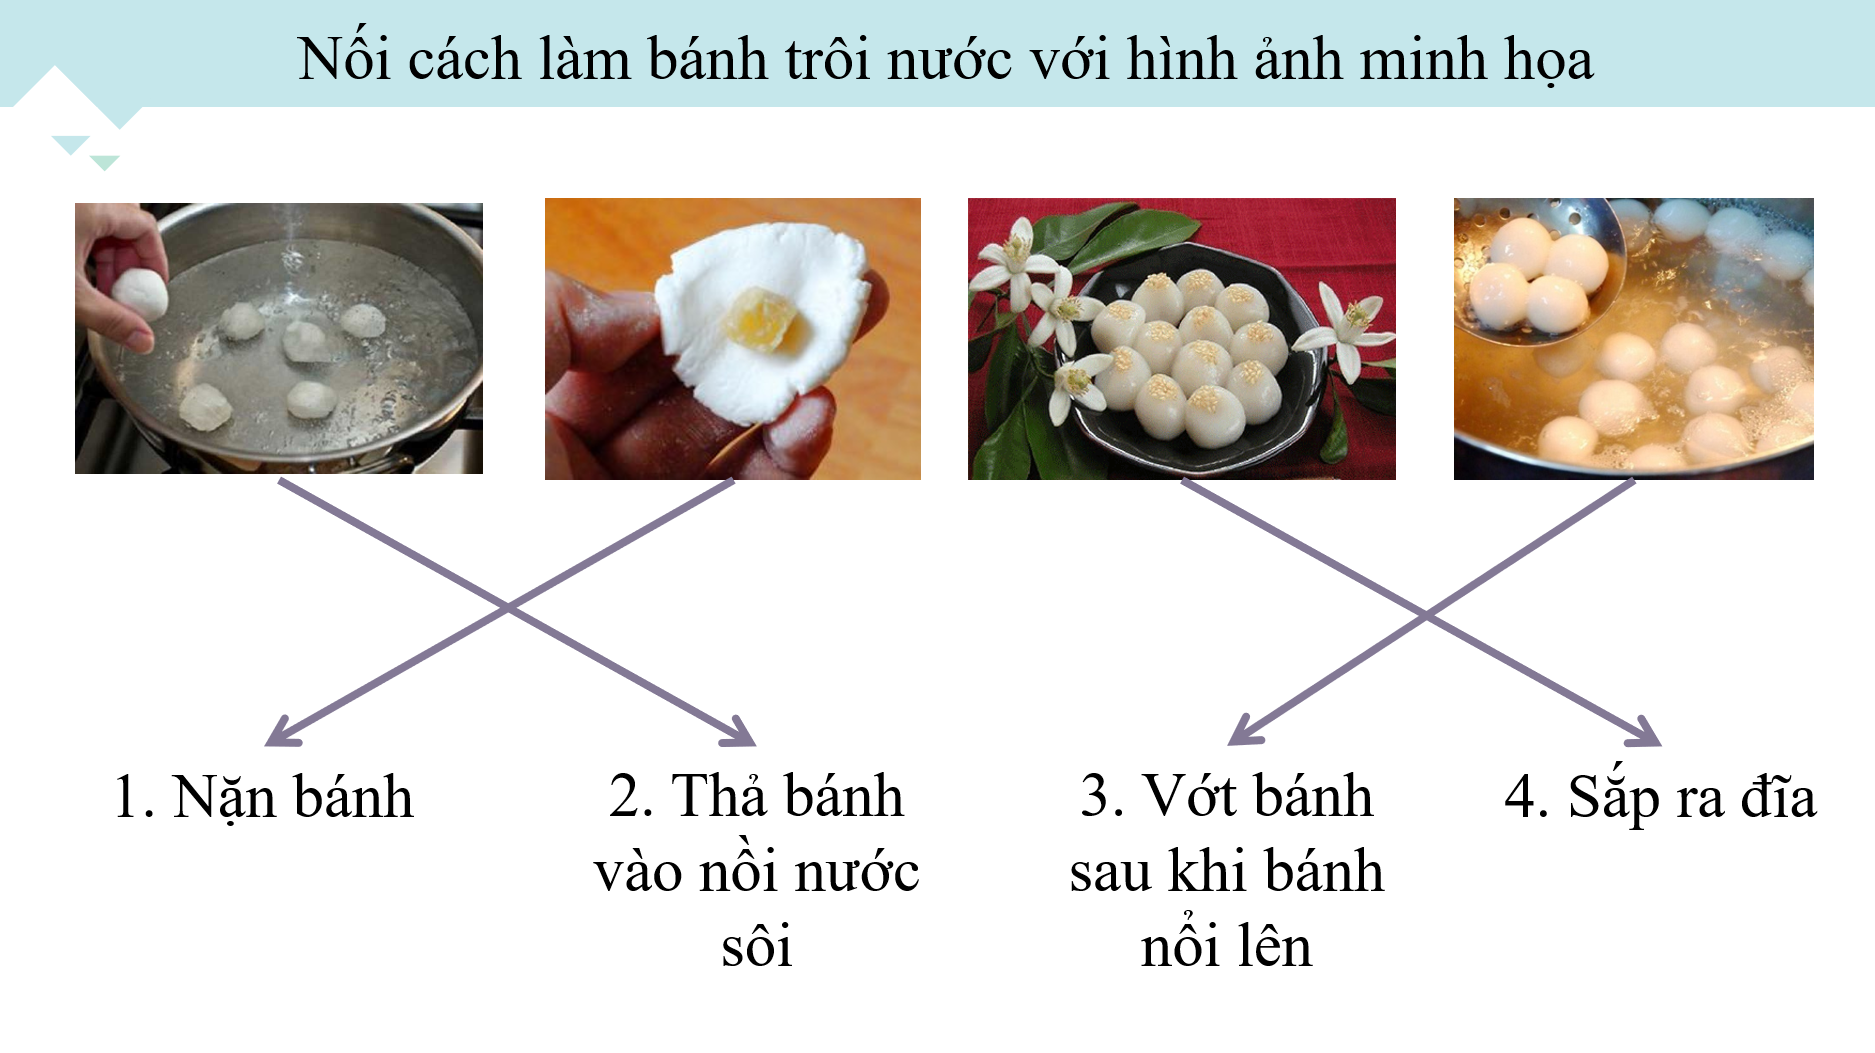 Nối cách làm bánh trôi nước với hình ảnh minh họa
1. Nặn bánh
2. Thả bánh
vào nồi nước
sôi
3. Vớt bánh
sau khi bánh
nổi lên
4. Sắp ra đĩa